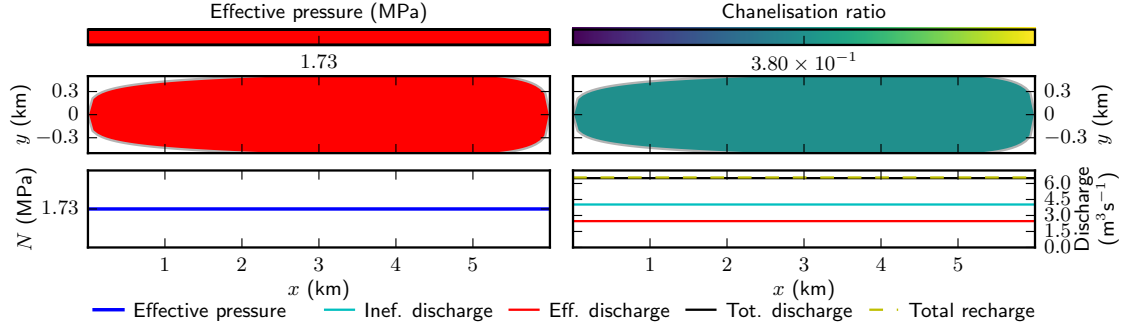 Effective pressure (MPa) Chanelisation ratio
1.73 3.80 × 10⁻¹
y (km) 0.3 0.3 y (km)
0 0
−0.3 −0.3
N (MPa) 1.73 6.0 Discharge (m³s⁻¹)
4.5
3.0
1.5
0.0
1 2 3 4 5 1 2 3 4 5
x (km) x (km)
Effective pressure Inef. discharge Eff. discharge Tot. discharge Total recharge